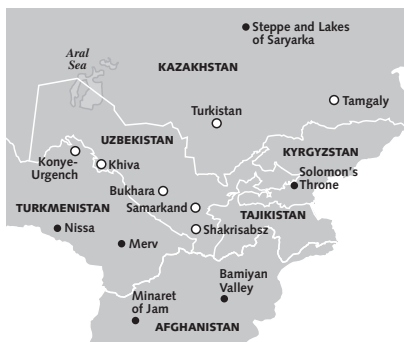 Steppe and Lakes
of Saryarka
Aral
Sea
KAZAKHSTAN
Tamgaly
Turkistan
UZBEKISTAN
KYRGYZSTAN
Konye-
Urgench
Khiva
Solomon's
Throne
Bukhara
Samarkand
TURKMENISTAN
TAJIKISTAN
Nissa
Shakrisabsz
Merv
Bamiyan
Valley
Minaret
of Jam
AFGHANISTAN